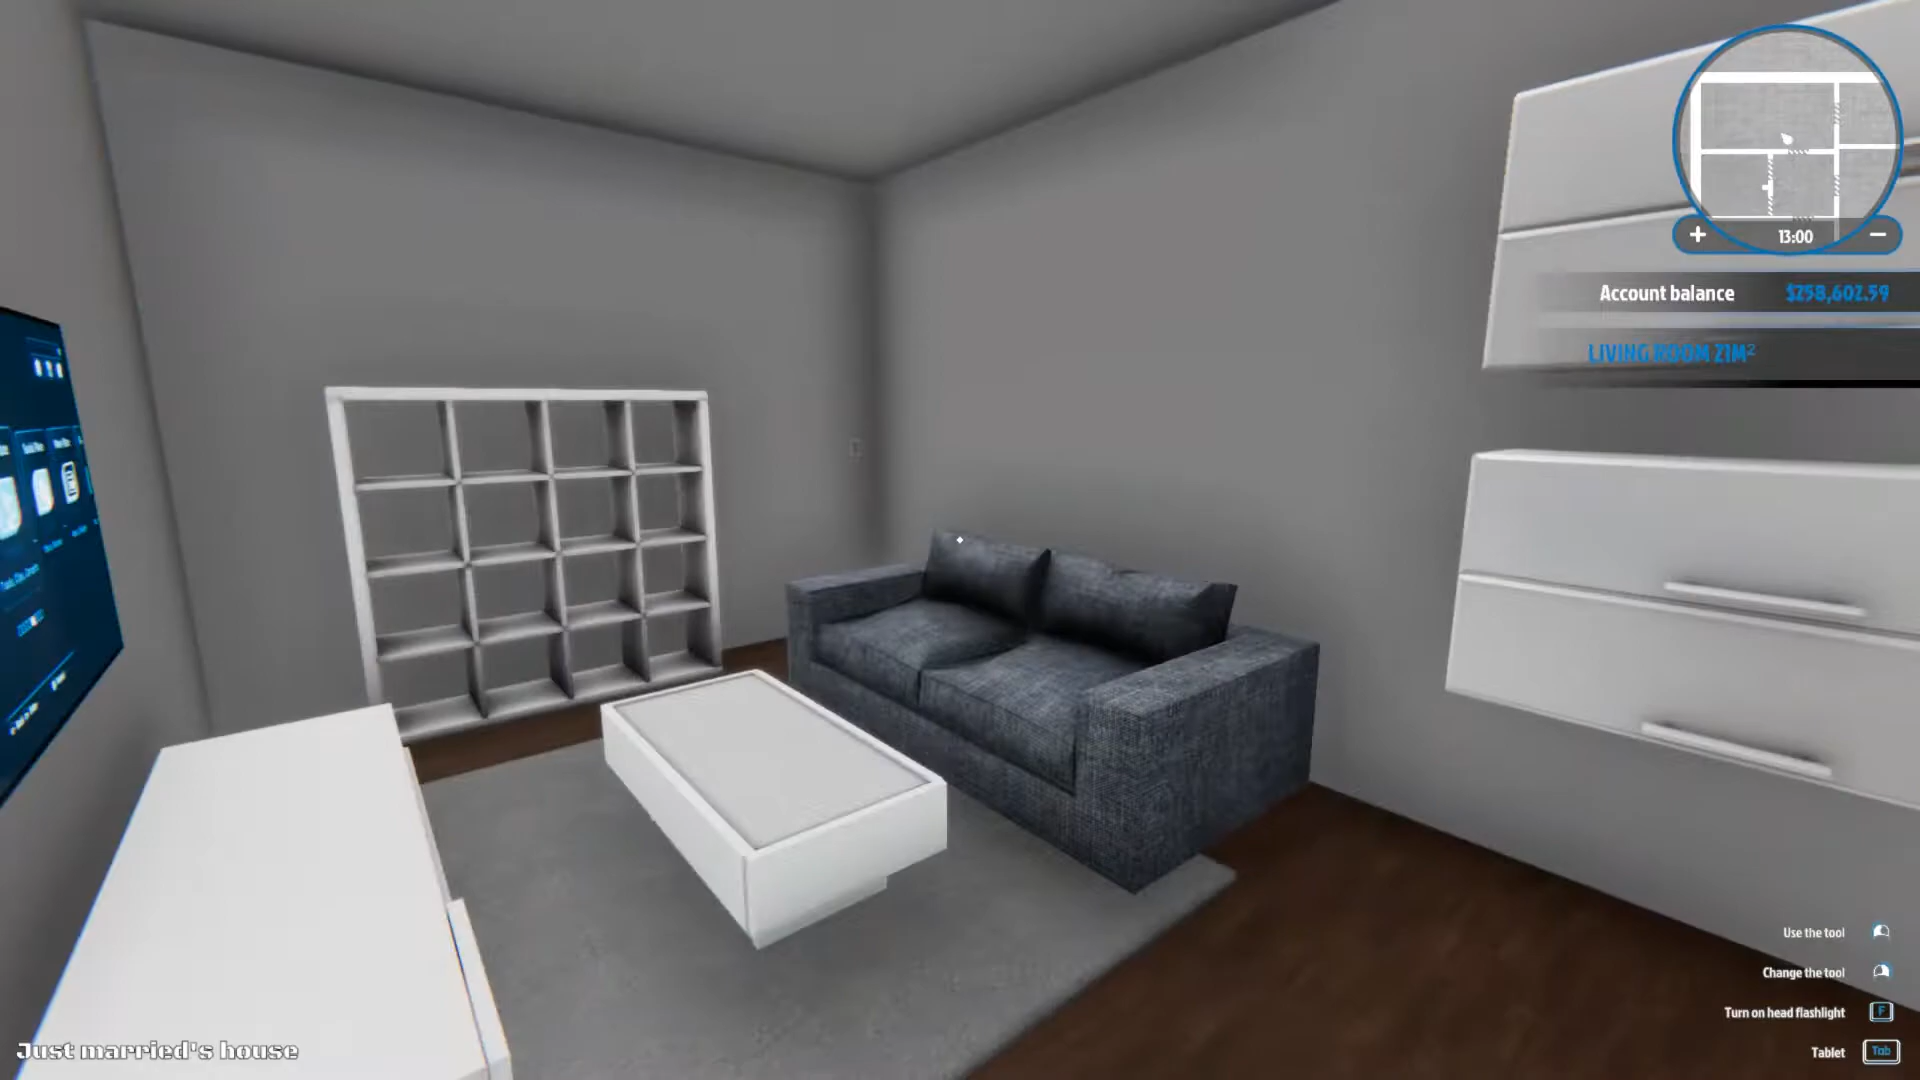 13:00
Account balance $258,602.59
LIVING ROOM 21M²
Use the tool
Change the tool
Turn on head flashlight F
Tablet Tab
Just married's house